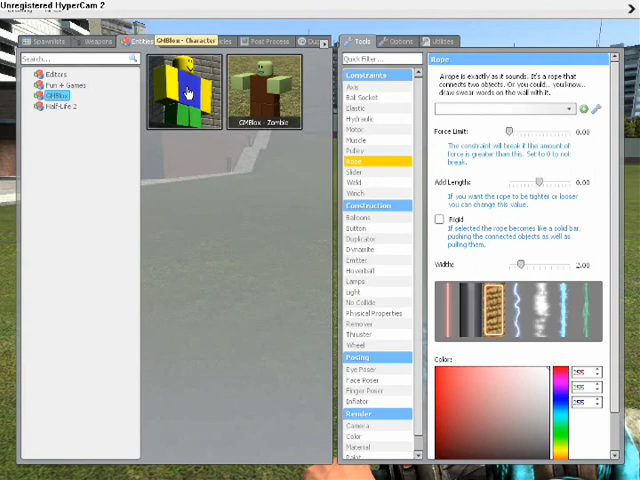 Unregistered HyperCam 2
Spawnlists
Weapons
Entities
GMBlox - Character
Post Process
Search...
Editors
Fun + Games
GMBlox
Half-Life 2
GMBlox - Zombie
Tools
Options
Utilities
Quick Filter...
Constraints
Axis
Ball Socket
Elastic
Hydraulic
Motor
Muscle
Pulley
Rope
Slider
Weld
Winch
Construction
Balloons
Button
Duplicator
Dynamite
Emitter
Hoverball
Lamps
Light
No Collide
Physical Properties
Remover
Thruster
Wheel
Posing
Eye Poser
Face Poser
Finger Poser
Inflator
Render
Camera
Color
Material
Paint
Rope
A rope is exactly as it sounds. It's a rope that
connects two objects. Or you could... you know..
draw swear words on the wall with it.
Force Limit:
0.00
The constraint will break if the amount of
force is greater than this. Set to 0 to not
break.
Add Length:
0.00
If you want the rope to be tighter or looser
you can change this value.
Rigid
If selected the rope becomes like a solid bar,
pushing the connected objects as well as
pulling them.
Width:
2.00
Color:
255
255
255